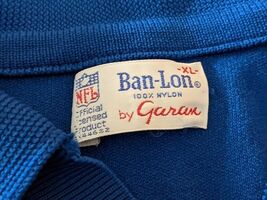 -XL-
NFL
Ban-Lon®
100% NYLON
by Garan
Official
Licensed
Product